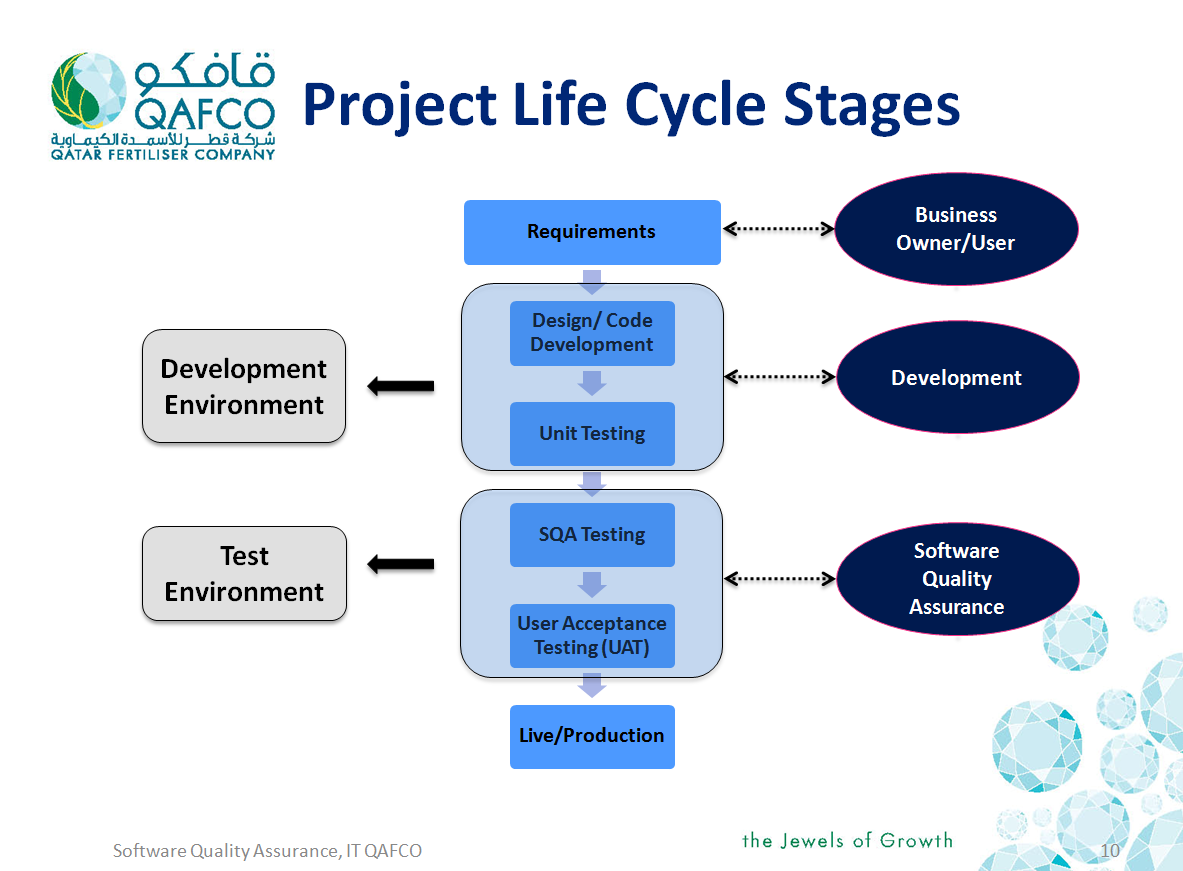 قافكو
QAFCO
شركة قطر للأسمدة الكيماوية
QATAR FERTILISER COMPANY
Project Life Cycle Stages
Requirements
Business
Owner/User
Design/ Code
Development
Development
Environment
Development
Unit Testing
SQA Testing
Test
Environment
Software
Quality
Assurance
User Acceptance
Testing (UAT)
Live/Production
the Jewels of Growth
Software Quality Assurance, IT QAFCO
10